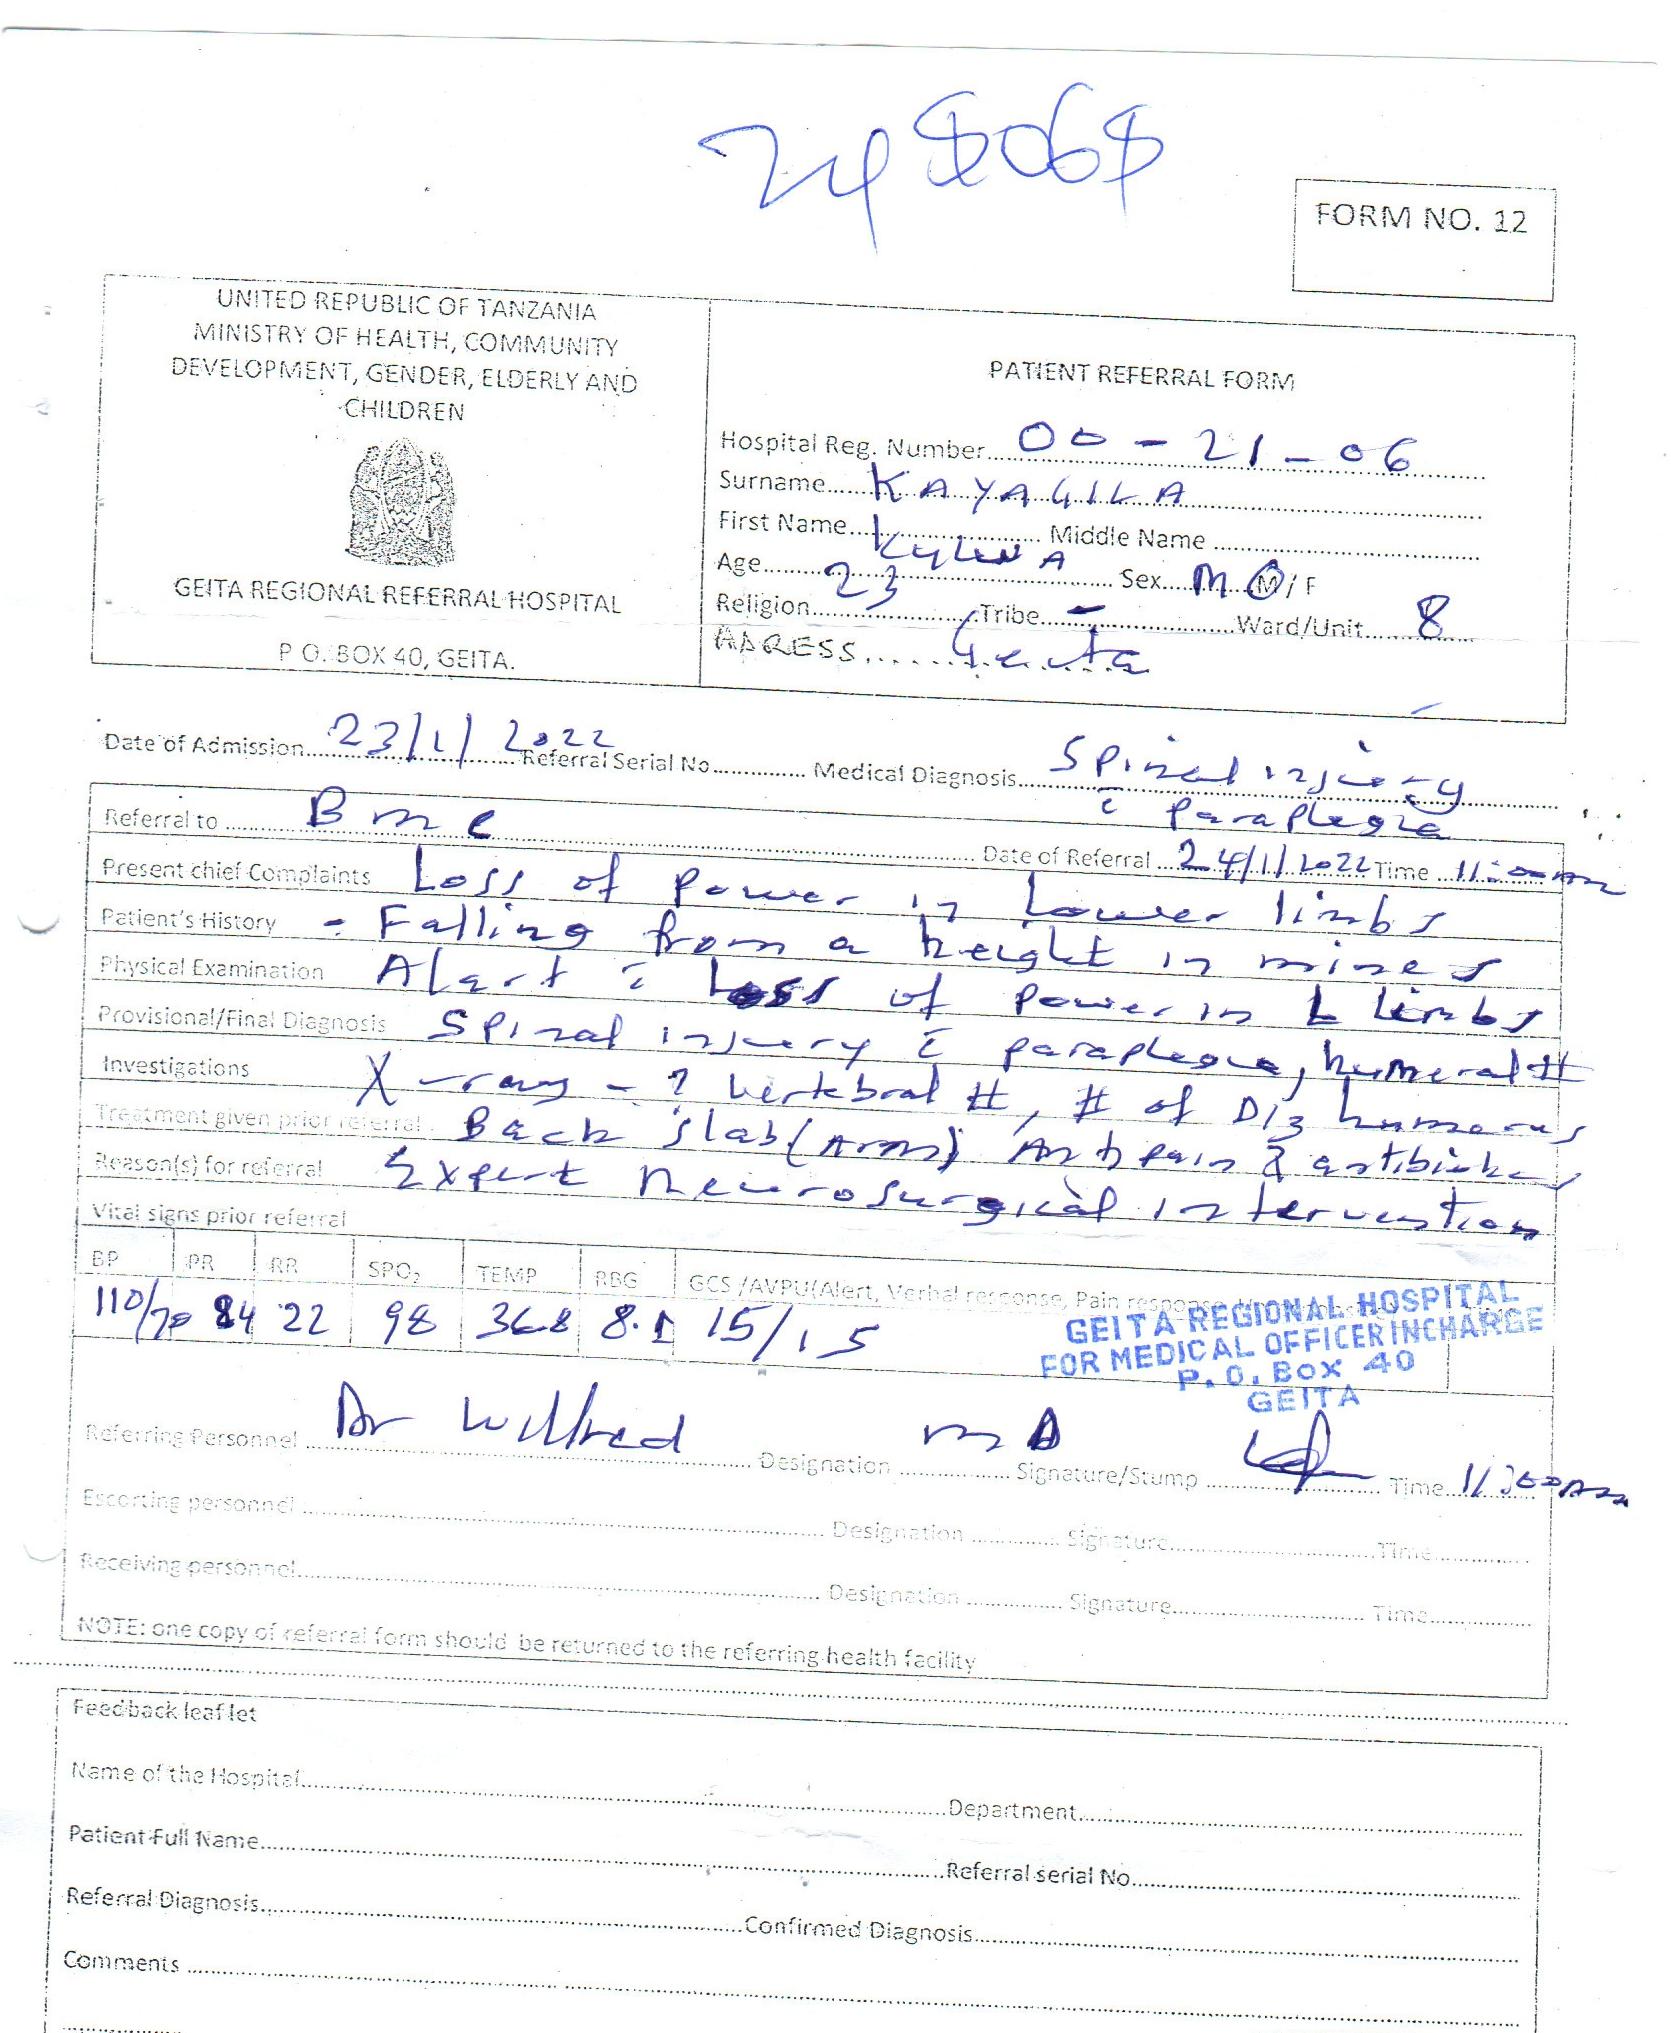 FORM NO. 12
UNITED REPUBLIC OF TANZANIA
MINISTRY OF HEALTH, COMMUNITY
DEVELOPMENT, GENDER, ELDERLY AND
CHILDREN
GEITA REGIONAL REFERRAL HOSPITAL
P O. BOX 40, GEITA.
PATIENT REFERRAL FORM
Hospital Reg. Number 00 - 21 - 06
Surname KAYAGILA
First Name Middle Name
Age 23 Sex M M / F
Religion Tribe - Ward/Unit 8
ADRESS Geita
Date of Admission 23/1/2022 Referral Serial No Medical Diagnosis Spinal injury
c̄ paraplegia
Referral to BMC Date of Referral 24/1/2022 Time 11:00AM
Present chief Complaints Loss of power in lower limbs
Patient's History - Falling from a height in mines
Physical Examination Alert c̄ loss of power in L limbs
Provisional/Final Diagnosis Spinal injury c̄ paraplegia, humeral #
Investigations X-ray - ? vertebral #, # of D/3 humerus
Treatment given prior referral Back slab (Arm) Antipain & antibiotics
Reason(s) for referral Expert neurosurgical intervention
Vital signs prior referral
BP PR RR SPO₂ TEMP RBG GCS /AVPU(Alert, Verbal response, Pain response,
110/70 84 22 98 36.8 8.1 15/15
GEITA REGIONAL HOSPITAL
FOR MEDICAL OFFICER INCHARGE
P. O. Box 40
GEITA
Referring Personnel Dr Wilfred Designation MD Signature/Stump Time
Escorting personnel Designation Signature Time
Receiving personnel Designation Signature Time
NOTE: one copy of referral form should be returned to the referring health facility
Feedback leaflet
Name of the Hospital Department
Patient Full Name Referral serial No
Referral Diagnosis Confirmed Diagnosis
Comments